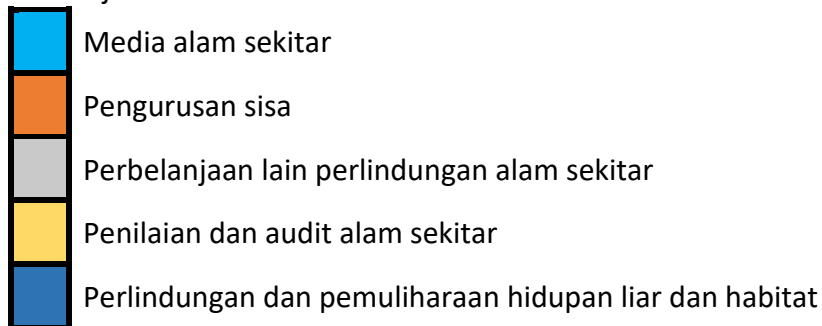 Media alam sekitar
Pengurusan sisa
Perbelanjaan lain perlindungan alam sekitar
Penilaian dan audit alam sekitar
Perlindungan dan pemuliharaan hidupan liar dan habitat